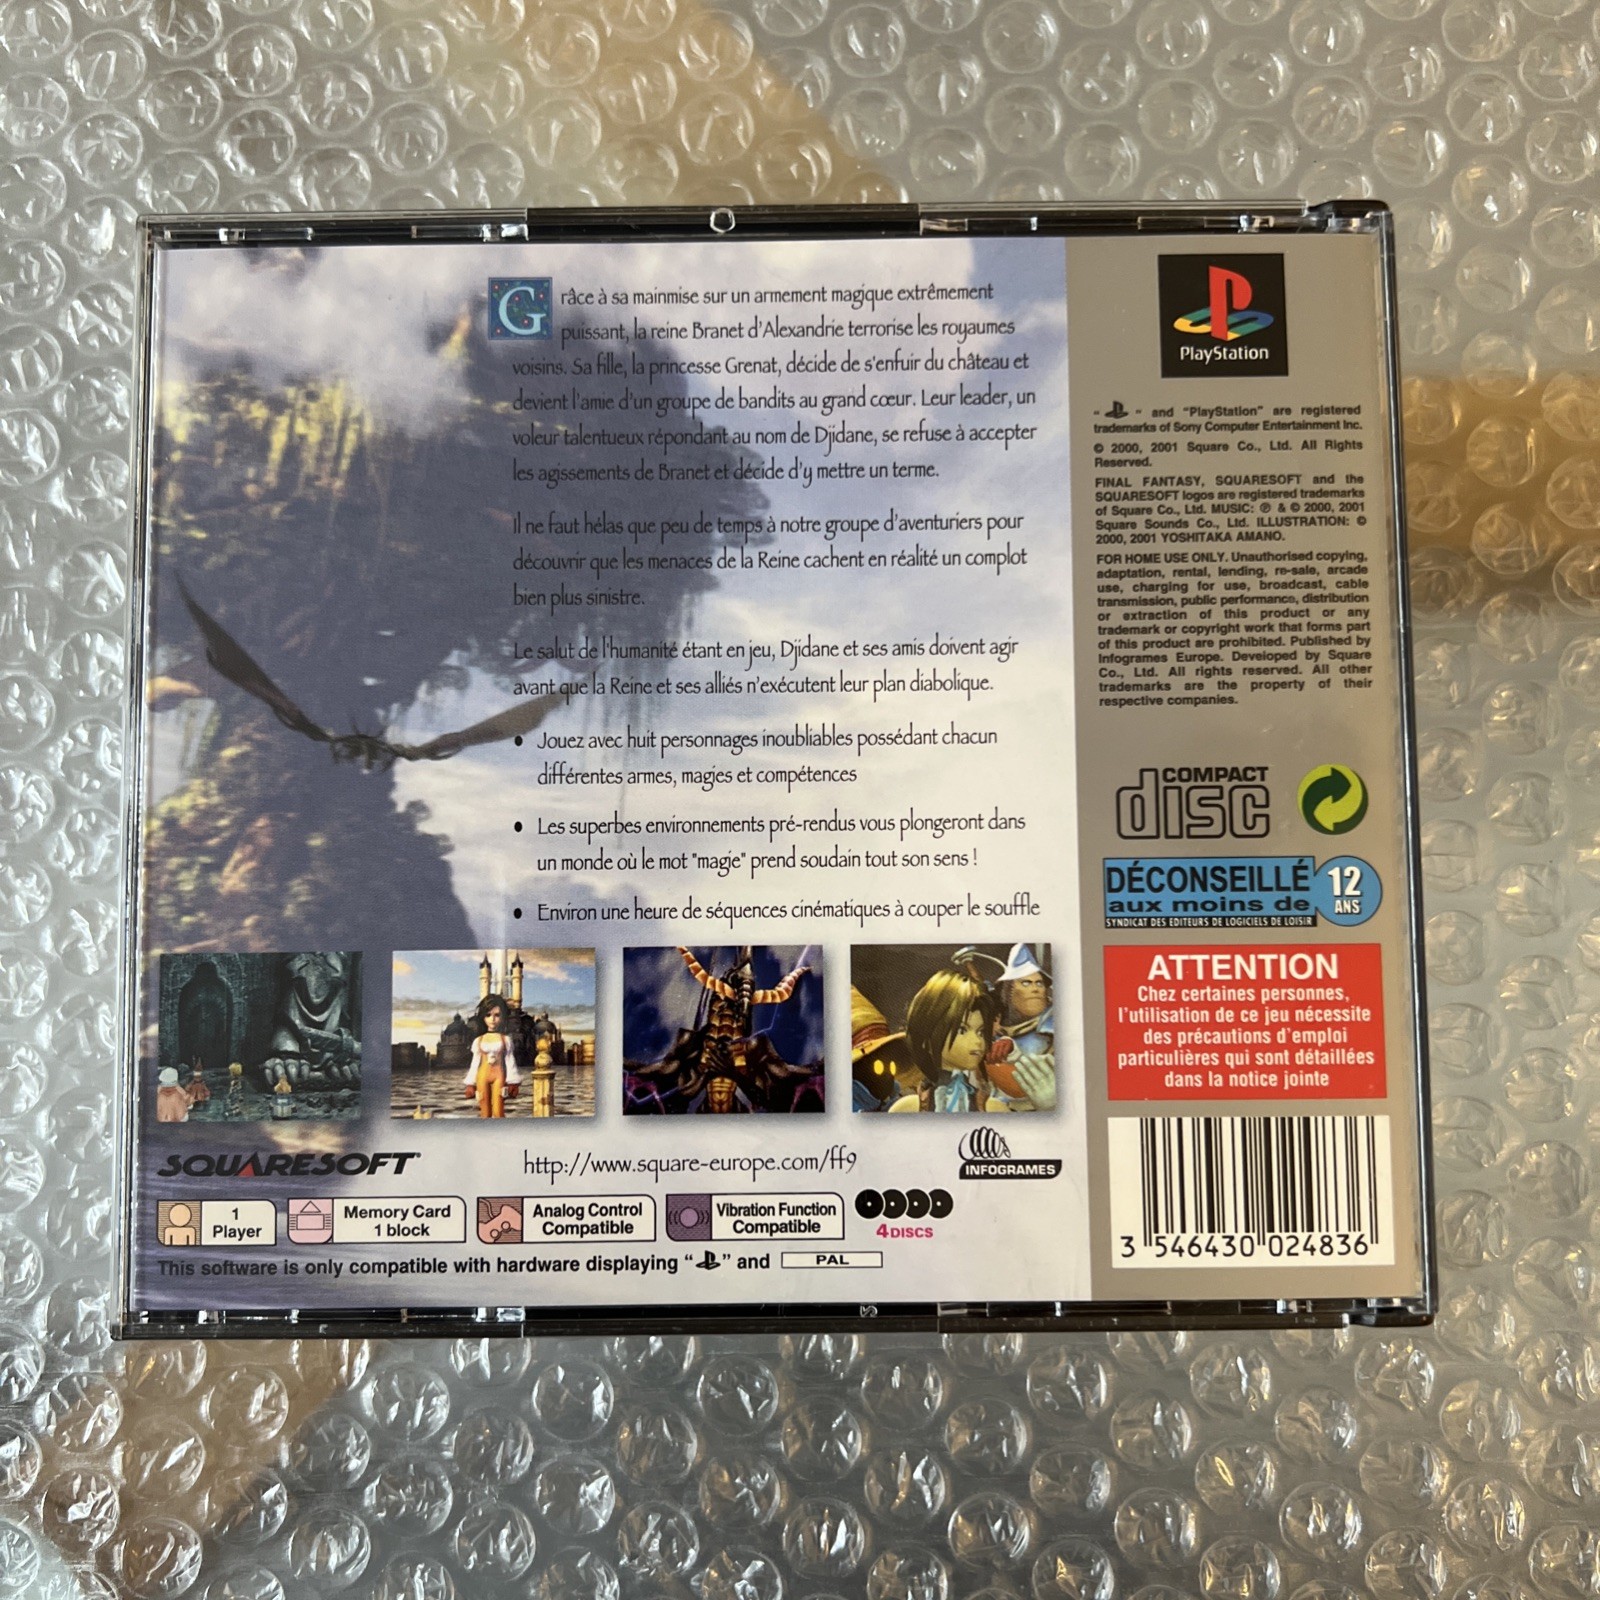 Grâce à sa mainmise sur un armement magique extrêmement
puissant, la reine Branet d'Alexandrie terrorise les royaumes
voisins. Sa fille, la princesse Grenat, décide de s'enfuir du château et
devient l'amie d'un groupe de bandits au grand cœur. Leur leader, un
voleur talentueux répondant au nom de Djidane, se refuse à accepter
les agissements de Branet et décide d'y mettre un terme.
Il ne faut hélas que peu de temps à notre groupe d'aventuriers pour
découvrir que les menaces de la Reine cachent en réalité un complot
bien plus sinistre.
Le salut de l'humanité étant en jeu, Djidane et ses amis doivent agir
avant que la Reine et ses alliés n'exécutent leur plan diabolique.
• Jouez avec huit personnages inoubliables possédant chacun
différentes armes, magies et compétences
• Les superbes environnements pré-rendus vous plongeront dans
un monde où le mot "magie" prend soudain tout son sens !
• Environ une heure de séquences cinématiques à couper le souffle
SQUARESOFT
http://www.square-europe.com/ff9
INFOGRAMES
1
Player
Memory Card
1 block
Analog Control
Compatible
Vibration Function
Compatible
4 DISCS
This software is only compatible with hardware displaying " " and PAL
PlayStation
" " and "PlayStation" are registered
trademarks of Sony Computer Entertainment Inc.
© 2000, 2001 Square Co., Ltd. All Rights
Reserved.
FINAL FANTASY, SQUARESOFT and the
SQUARESOFT logos are registered trademarks
of Square Co., Ltd. MUSIC: ℗ & © 2000, 2001
Square Sounds Co., Ltd. ILLUSTRATION: ©
2000, 2001 YOSHITAKA AMANO.
FOR HOME USE ONLY. Unauthorised copying,
adaptation, rental, lending, re-sale, arcade
use, charging for use, broadcast, cable
transmission, public performance, distribution
or extraction of this product or any
trademark or copyright work that forms part
of this product are prohibited. Published by
Infogrames Europe. Developed by Square
Co., Ltd. All rights reserved. All other
trademarks are the property of their
respective companies.
COMPACT
disc
DÉCONSEILLÉ
aux moins de
12
ANS
SYNDICAT DES EDITEURS DE LOGICIELS DE LOISIR
ATTENTION
Chez certaines personnes,
l'utilisation de ce jeu nécessite
des précautions d'emploi
particulières qui sont détaillées
dans la notice jointe
3 546430 024836